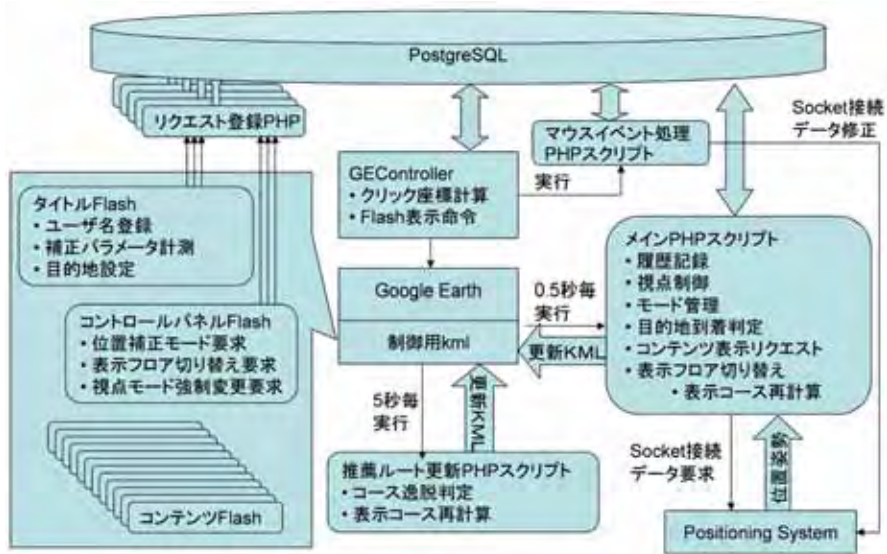 PostgreSQL
リクエスト登録PHP
マウスイベント処理
PHPスクリプト
Socket接続
データ修正
GEController
• クリック座標計算
• Flash表示命令
実行
タイトルFlash
• ユーザ名登録
• 補正パラメータ計測
• 目的地設定
メインPHPスクリプト
• 履歴記録
• 視点制御
• モード管理
• 目的地到着判定
• コンテンツ表示リクエスト
• 表示フロア切り替え
• 表示コース再計算
Google Earth
制御用kml
0.5秒毎
実行
更新KML
コントロールパネルFlash
• 位置補正モード要求
• 表示フロア切り替え要求
• 視点モード強制変更要求
5秒毎
実行
更新KML
推薦ルート更新PHPスクリプト
• コース逸脱判定
• 表示コース再計算
Socket接続
データ要求
位置姿勢
コンテンツFlash
Positioning System